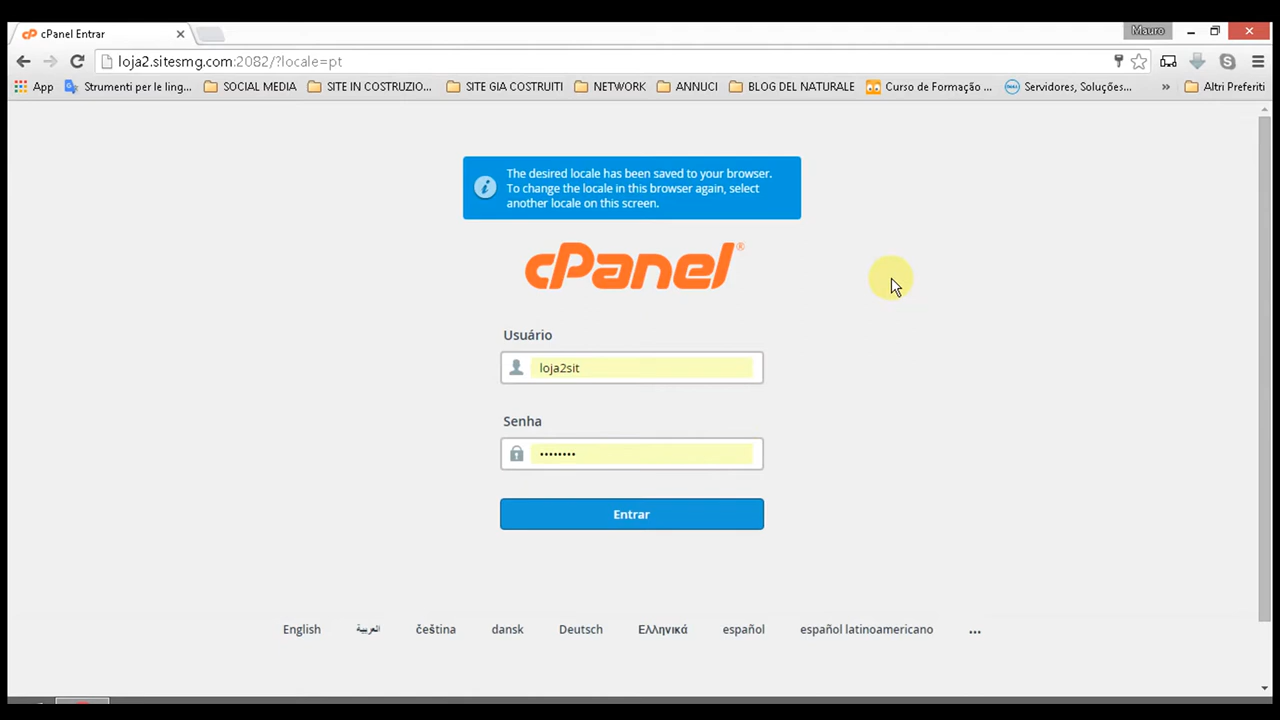 cPanel Entrar
Mauro
loja2.sitesmg.com:2082/?locale=pt
App
Strumenti per le ling...
SOCIAL MEDIA
SITE IN COSTRUZIO...
SITE GIA COSTRUITI
NETWORK
ANNUCI
BLOG DEL NATURALE
Curso de Formação ...
Servidores, Soluções...
»
Altri Preferiti
The desired locale has been saved to your browser.
To change the locale in this browser again, select
another locale on this screen.
cPanel®
Usuário
loja2sit
Senha
••••••••
Entrar
English العربية čeština dansk Deutsch Ελληνικά español español latinoamericano ...